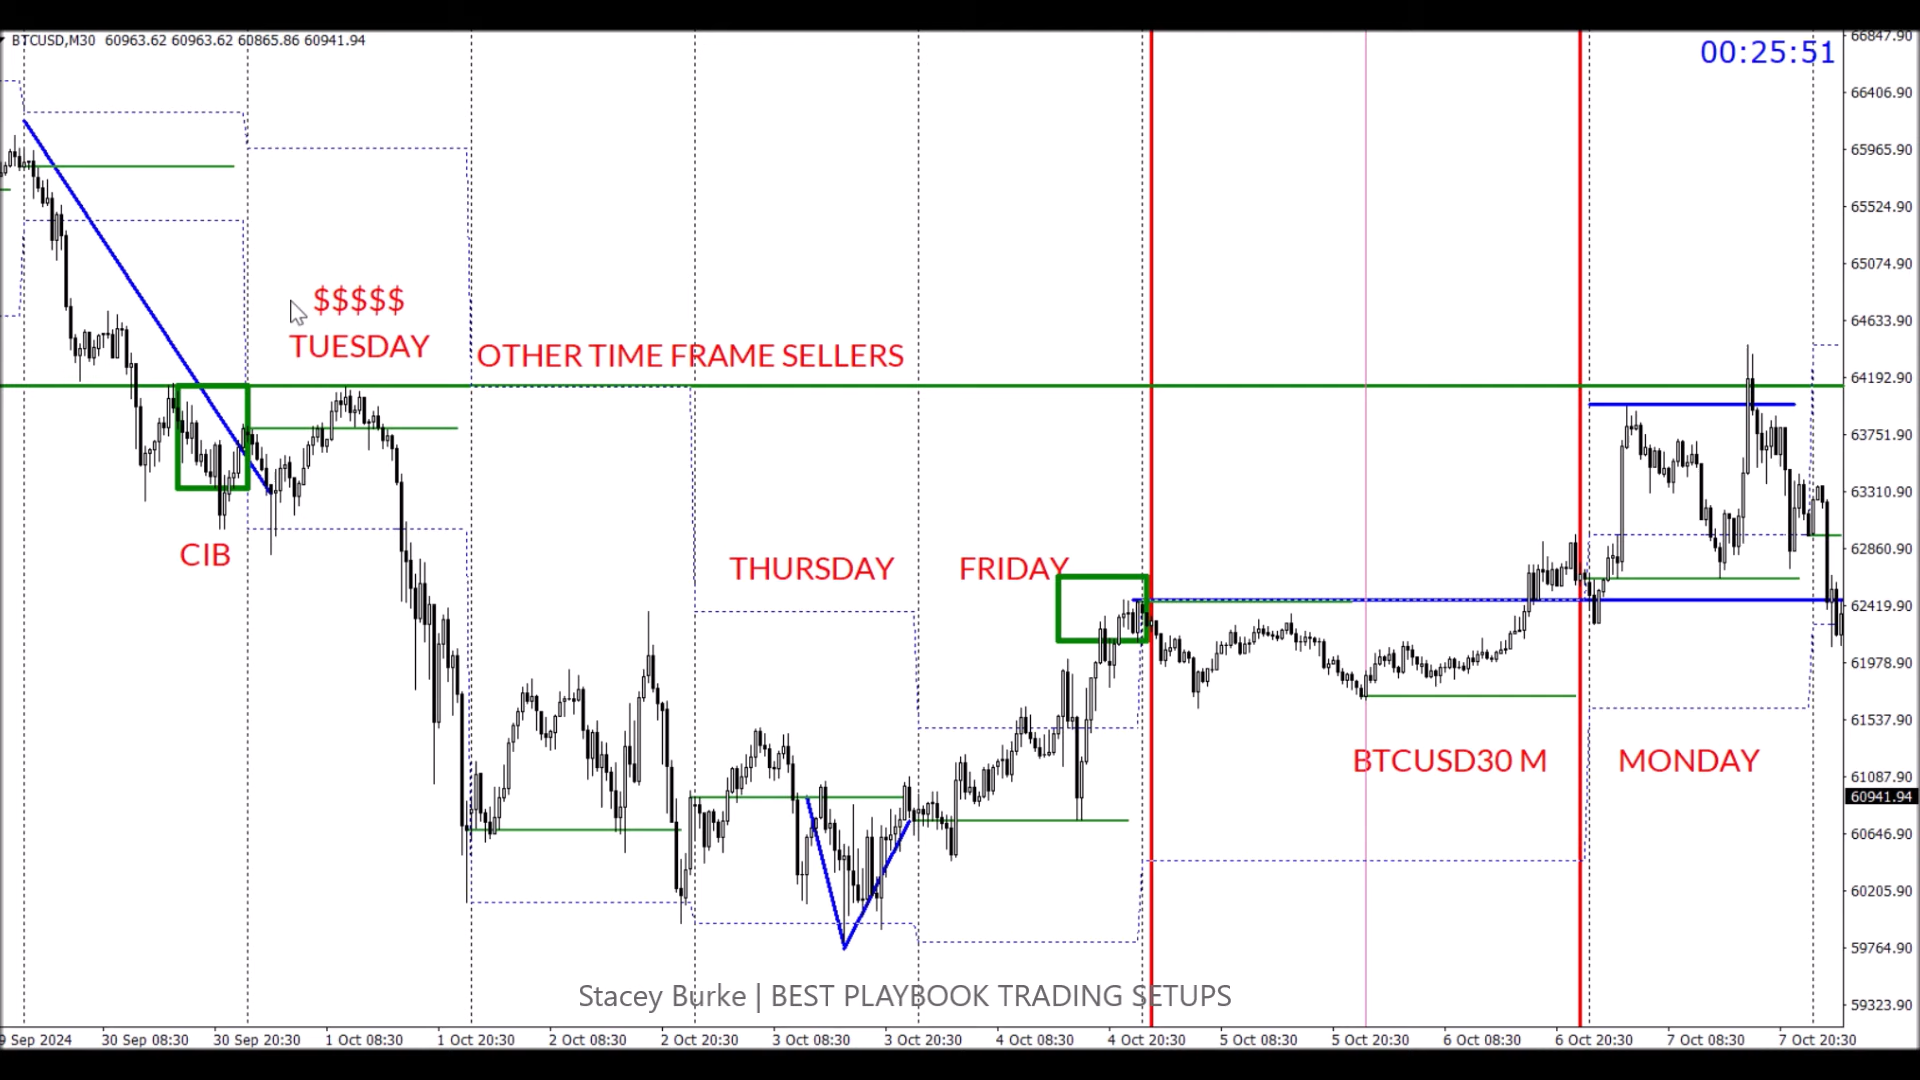 BTCUSD,M30 60963.62 60963.62 60865.86 60941.94
00:25:51
66847.90
66406.90
65965.90
65524.90
65074.90
64633.90
64192.90
63751.90
63310.90
62860.90
62419.90
61978.90
61537.90
61087.90
60941.94
60646.90
60205.90
59764.90
59323.90
$$$$$
TUESDAY
OTHER TIME FRAME SELLERS
CIB
THURSDAY
FRIDAY
BTCUSD30 M
MONDAY
Stacey Burke | BEST PLAYBOOK TRADING SETUPS
9 Sep 2024 30 Sep 08:30 30 Sep 20:30 1 Oct 08:30 1 Oct 20:30 2 Oct 08:30 2 Oct 20:30 3 Oct 08:30 3 Oct 20:30 4 Oct 08:30 4 Oct 20:30 5 Oct 08:30 5 Oct 20:30 6 Oct 08:30 6 Oct 20:30 7 Oct 08:30 7 Oct 20:30